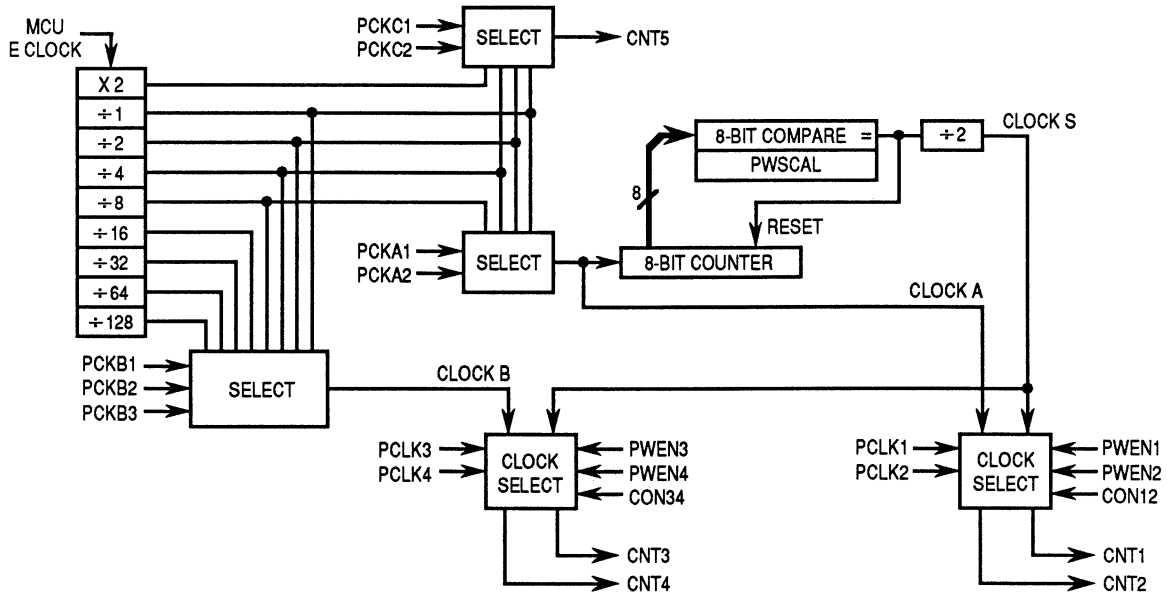 MCU
E CLOCK
X 2
÷1
÷2
÷4
÷8
÷16
÷32
÷64
÷128
PCKC1
PCKC2
SELECT
CNT5
PCKA1
PCKA2
SELECT
8-BIT COMPARE =
PWSCAL
÷2
CLOCK S
8
RESET
8-BIT COUNTER
CLOCK A
PCKB1
PCKB2
PCKB3
SELECT
CLOCK B
PCLK3
PCLK4
CLOCK
SELECT
PWEN3
PWEN4
CON34
CNT3
CNT4
PCLK1
PCLK2
CLOCK
SELECT
PWEN1
PWEN2
CON12
CNT1
CNT2